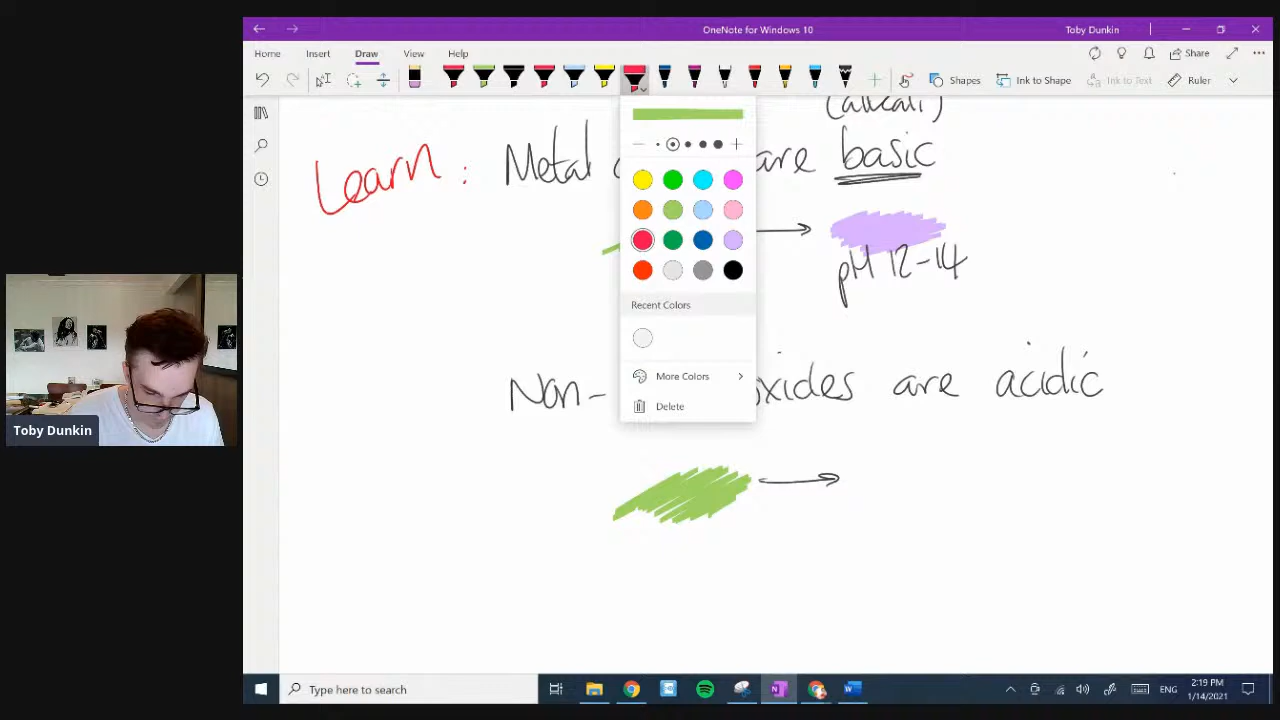 OneNote for Windows 10
Toby Dunkin
Home Insert Draw View Help
Share
Shapes Ink to Shape Ink to Text Ruler
(alkali)
Learn: Metal are basic
pH 12-14
Recent Colors
More Colors
Delete
Non- oxides are acidic
Toby Dunkin
Type here to search
ENG
2:19 PM
1/14/2021